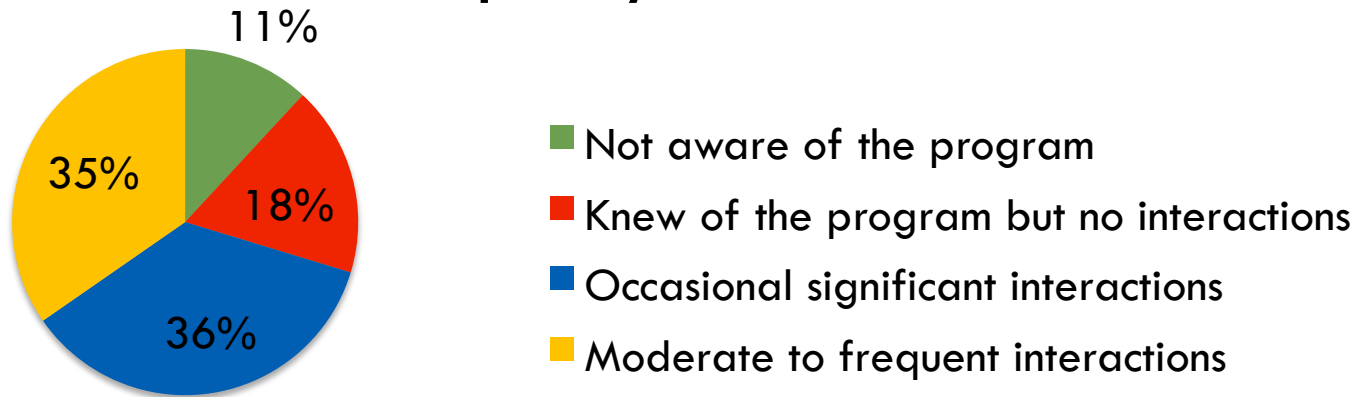 11%
35%
18%
36%
Not aware of the program
Knew of the program but no interactions
Occasional significant interactions
Moderate to frequent interactions